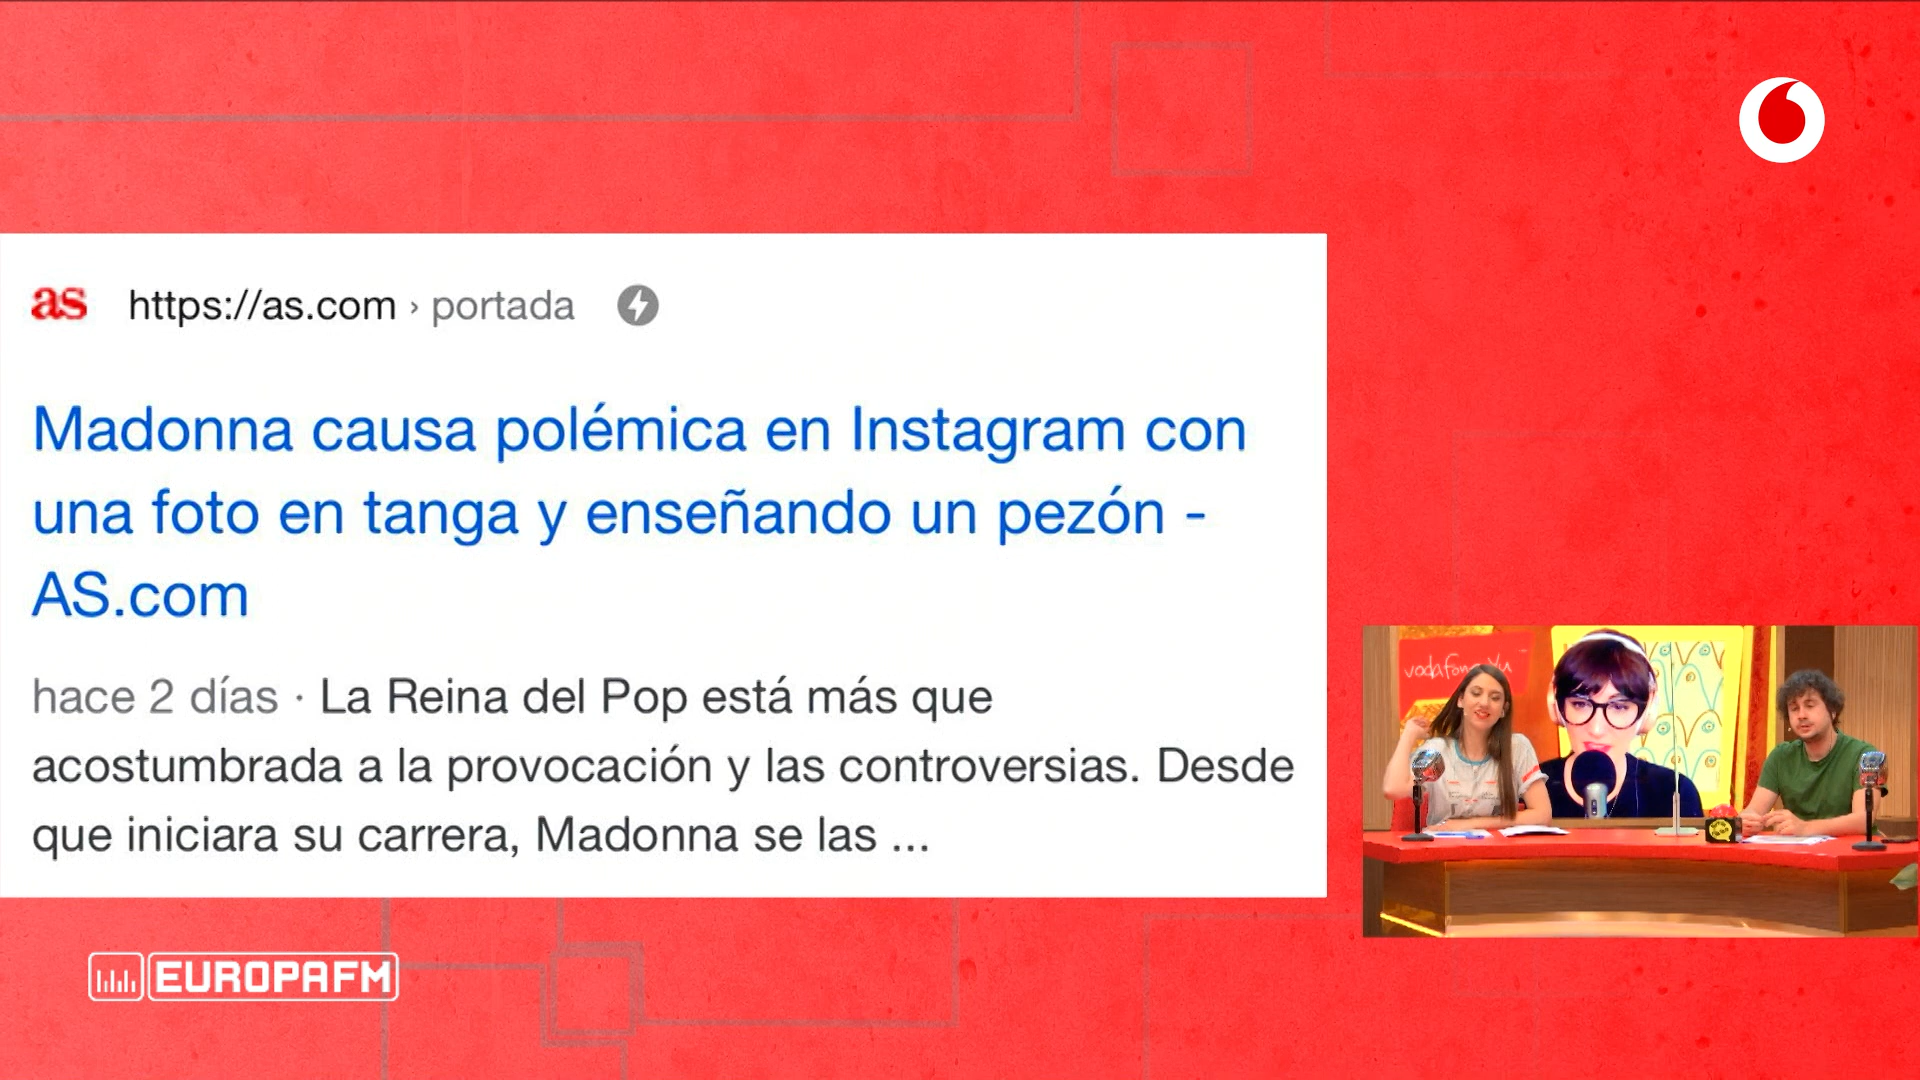 as https://as.com › portada
Madonna causa polémica en Instagram con
una foto en tanga y enseñando un pezón -
AS.com
hace 2 días · La Reina del Pop está más que
acostumbrada a la provocación y las controversias. Desde
que iniciara su carrera, Madonna se las ...
vodafone yu
EUROPAFM